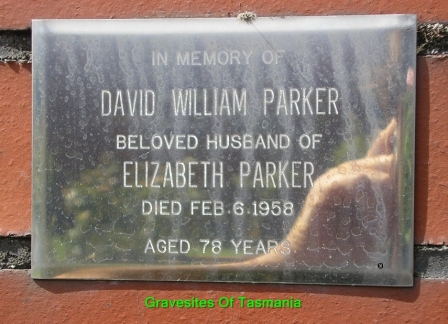 IN MEMORY OF
DAVID WILLIAM PARKER
BELOVED HUSBAND OF
ELIZABETH PARKER
DIED FEB. 6. 1958
AGED 78 YEARS.
Gravesites Of Tasmania